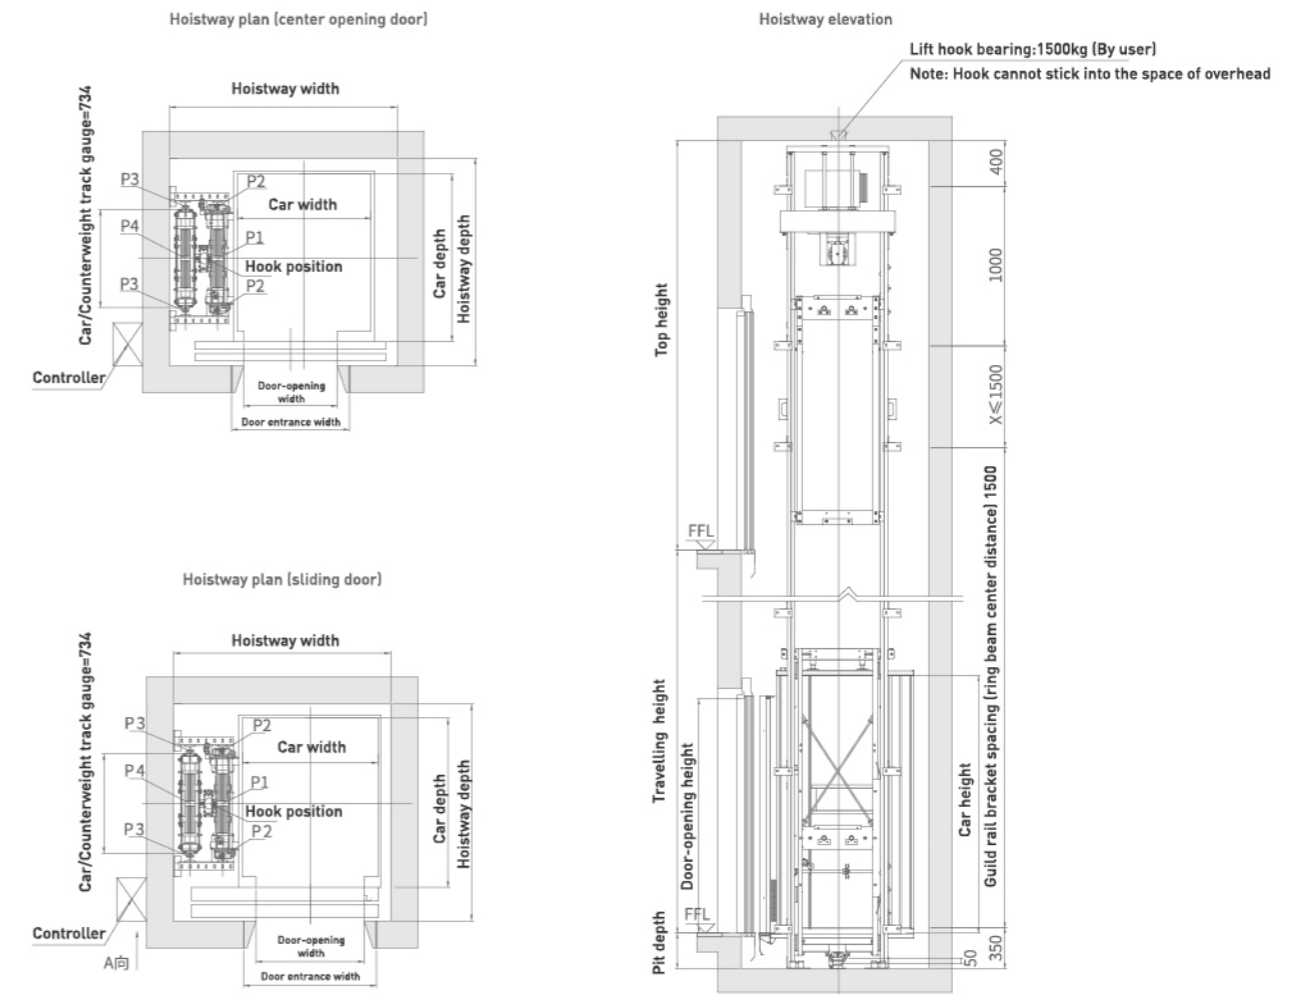 Hoistway plan (center opening door)
Hoistway width
Car/Counterweight track gauge=734
P3
P2
Car width
P4
P1
Hook position
P3
P2
Car depth
Hoistway depth
Controller
Door-opening
width
Door entrance width
Hoistway plan (sliding door)
Hoistway width
Car/Counterweight track gauge=734
P3
P2
Car width
P4
P1
Hook position
P3
P2
Car depth
Hoistway depth
Controller
A向
Door-opening
width
Door entrance width
Hoistway elevation
Lift hook bearing:1500kg (By user)
Note: Hook cannot stick into the space of overhead
400
1000
Top height
X≤1500
FFL
Guild rail bracket spacing (ring beam center distance) 1500
Travelling height
Door-opening height
Car height
FFL
Pit depth
50
350